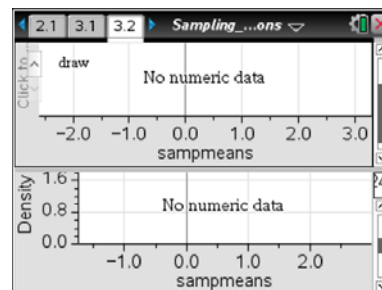 2.1 3.1 3.2 Sampling_...ons
draw
Click to...
No numeric data
-2.0 -1.0 0.0 1.0 2.0 3.0
sampmeans
1.6
Density
0.8
No numeric data
0.0
-1.0 0.0 1.0 2.0
sampmeans